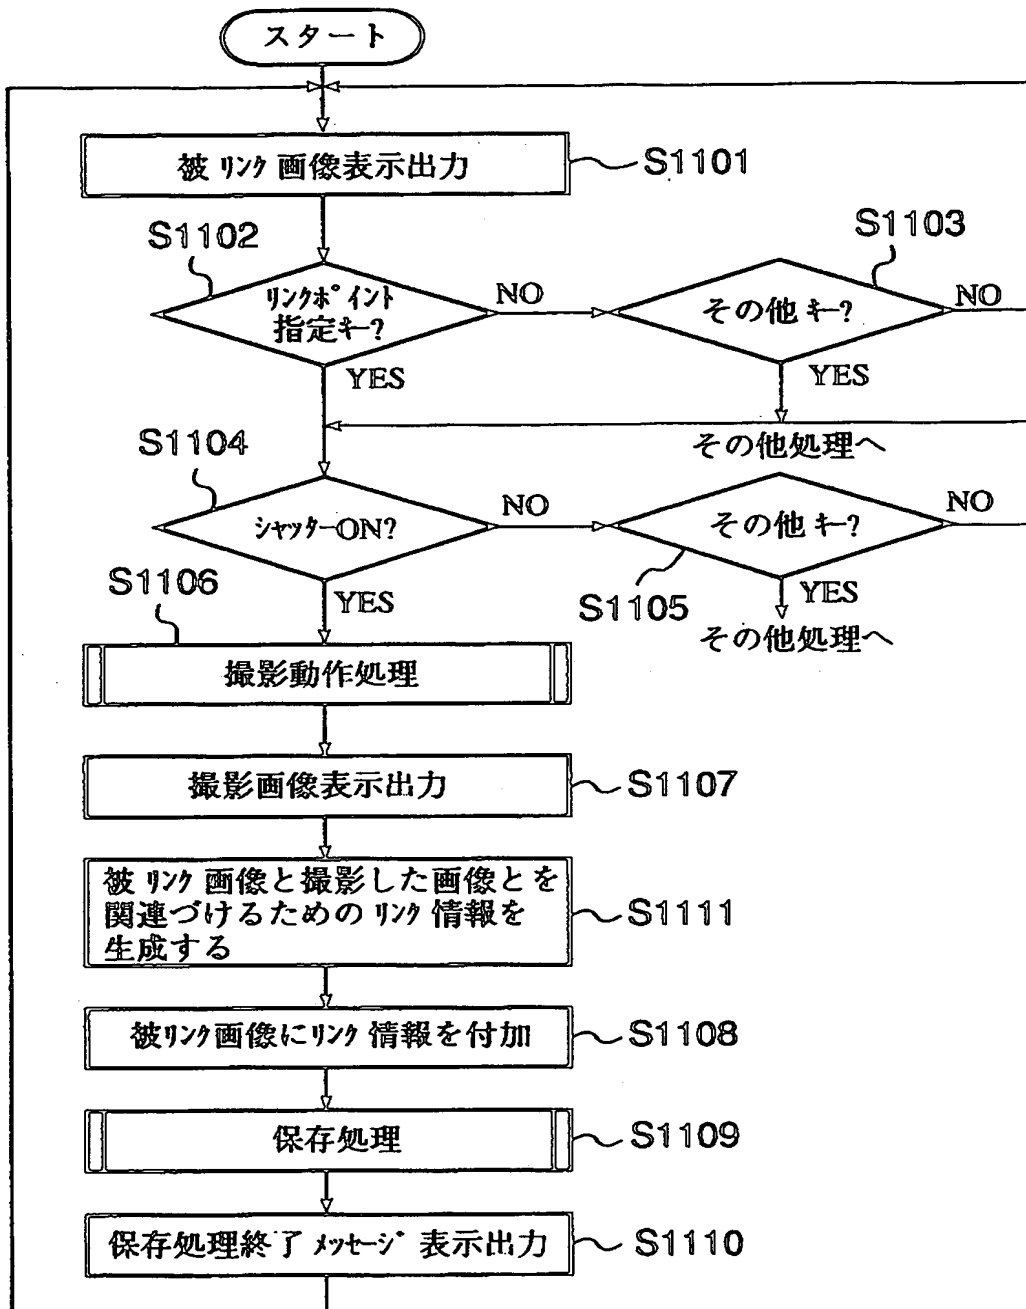 スタート
被リンク画像表示出力
S1101
S1102
リンクポイント
指定キー?
NO
YES
S1103
その他キー?
NO
YES
その他処理へ
S1104
シャッターON?
NO
YES
その他キー?
NO
S1105
YES
その他処理へ
S1106
撮影動作処理
撮影画像表示出力
S1107
被リンク画像と撮影した画像とを
関連づけるためのリンク情報を
生成する
S1111
被リンク画像にリンク情報を付加
S1108
保存処理
S1109
保存処理終了メッセージ表示出力
S1110